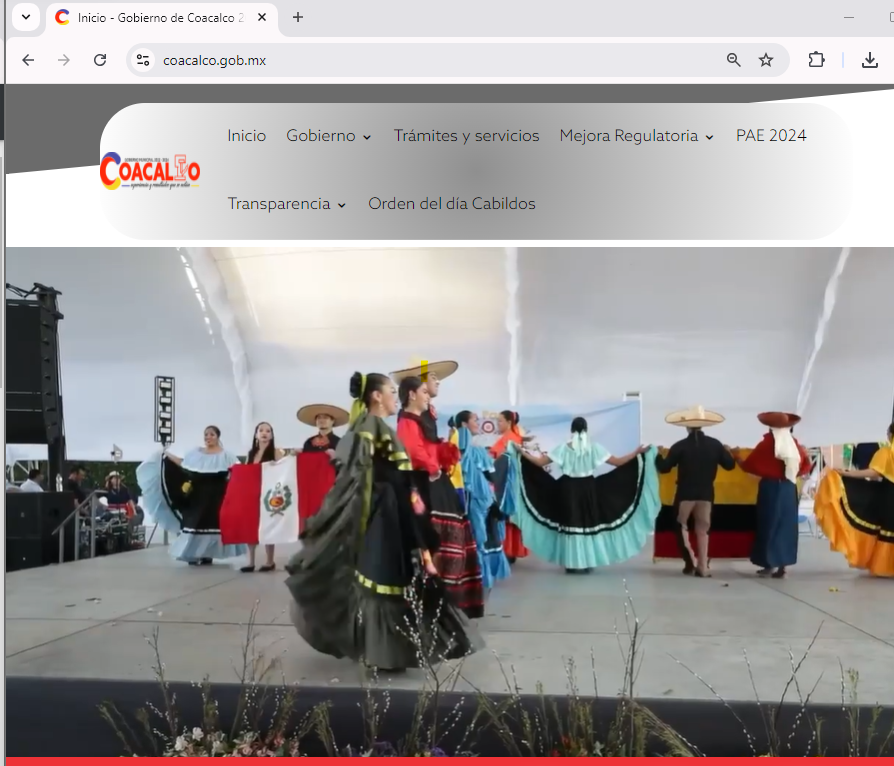 Inicio - Gobierno de Coacalco 2
coacalco.gob.mx
Inicio Gobierno Trámites y servicios Mejora Regulatoria PAE 2024
COACALCO
Transparencia Orden del día Cabildos